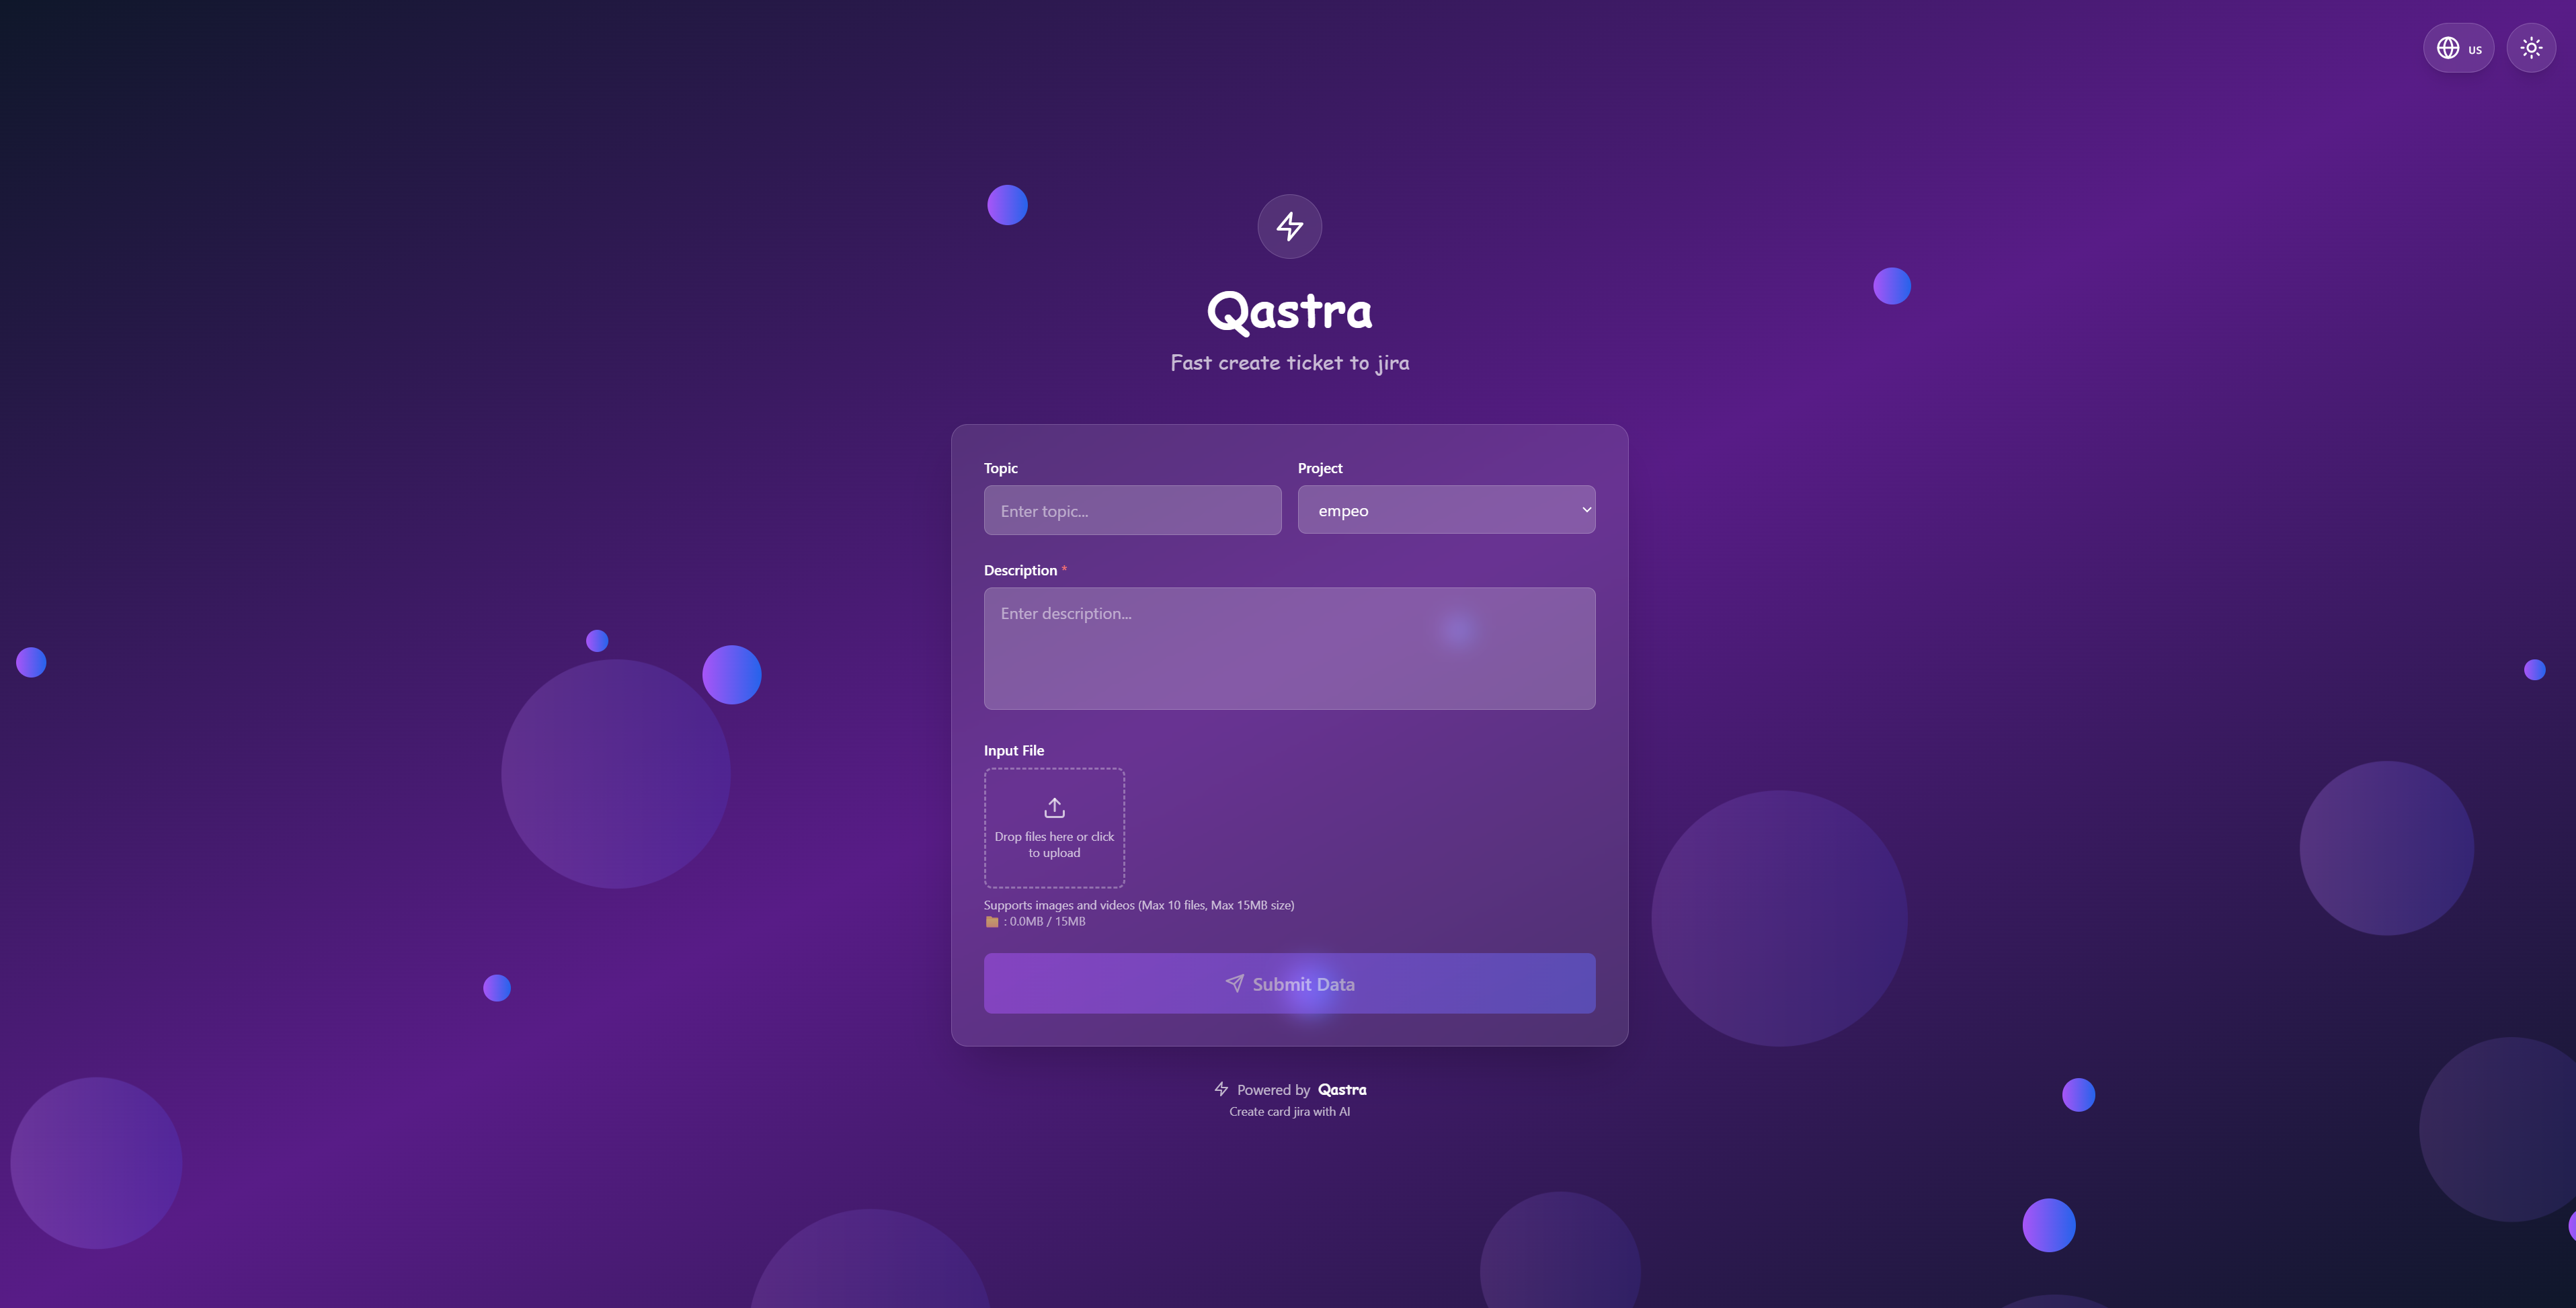 US
Qastra
Fast create ticket to jira
Topic
Project
Enter topic...
empeo
Description *
Enter description...
Input File
Drop files here or click
to upload
Supports images and videos (Max 10 files, Max 15MB size)
: 0.0MB / 15MB
Submit Data
Powered by Qastra
Create card jira with AI